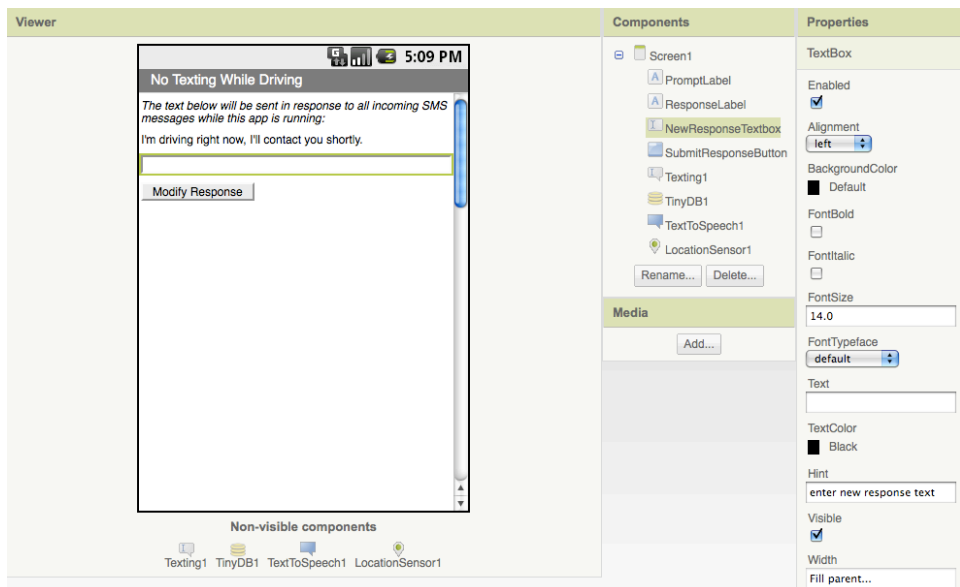 Viewer
5:09 PM
No Texting While Driving
The text below will be sent in response to all incoming SMS
messages while this app is running:
I'm driving right now, I'll contact you shortly.
Modify Response
Non-visible components
Texting1 TinyDB1 TextToSpeech1 LocationSensor1
Components
Screen1
PromptLabel
ResponseLabel
NewResponseTextbox
SubmitResponseButton
Texting1
TinyDB1
TextToSpeech1
LocationSensor1
Rename... Delete...
Media
Add...
Properties
TextBox
Enabled
Alignment
left
BackgroundColor
Default
FontBold
FontItalic
FontSize
14.0
FontTypeface
default
Text
TextColor
Black
Hint
enter new response text
Visible
Width
Fill parent...